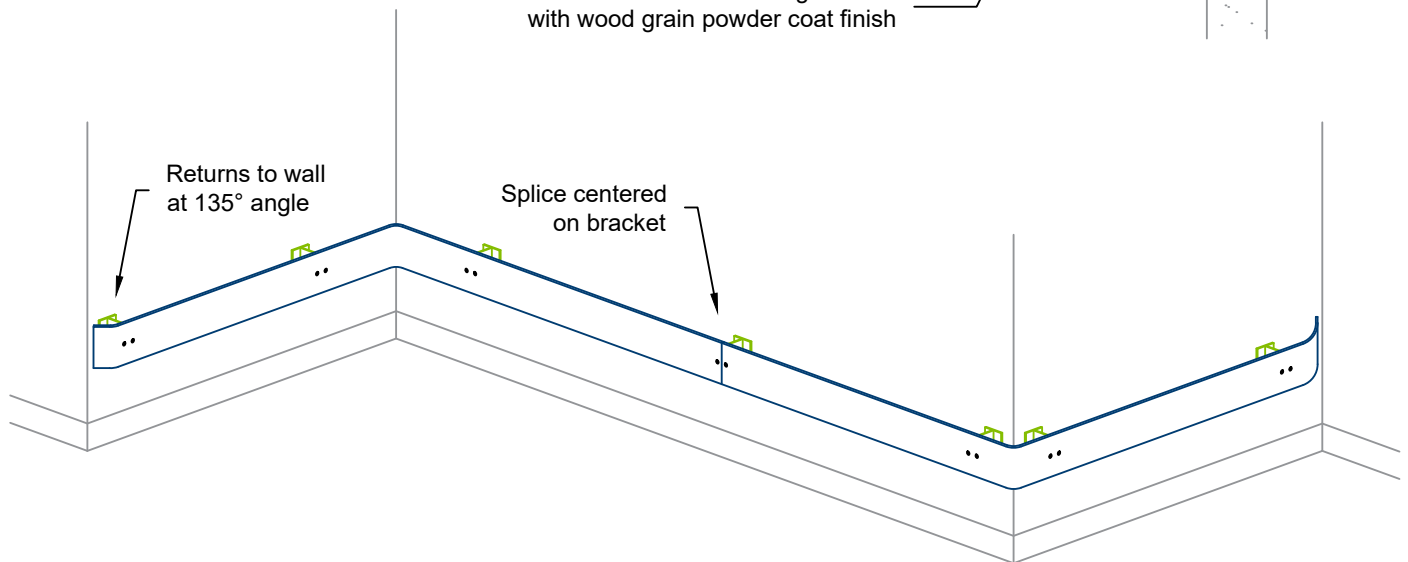 with wood grain powder coat finish
Returns to wall
at 135° angle
Splice centered
on bracket